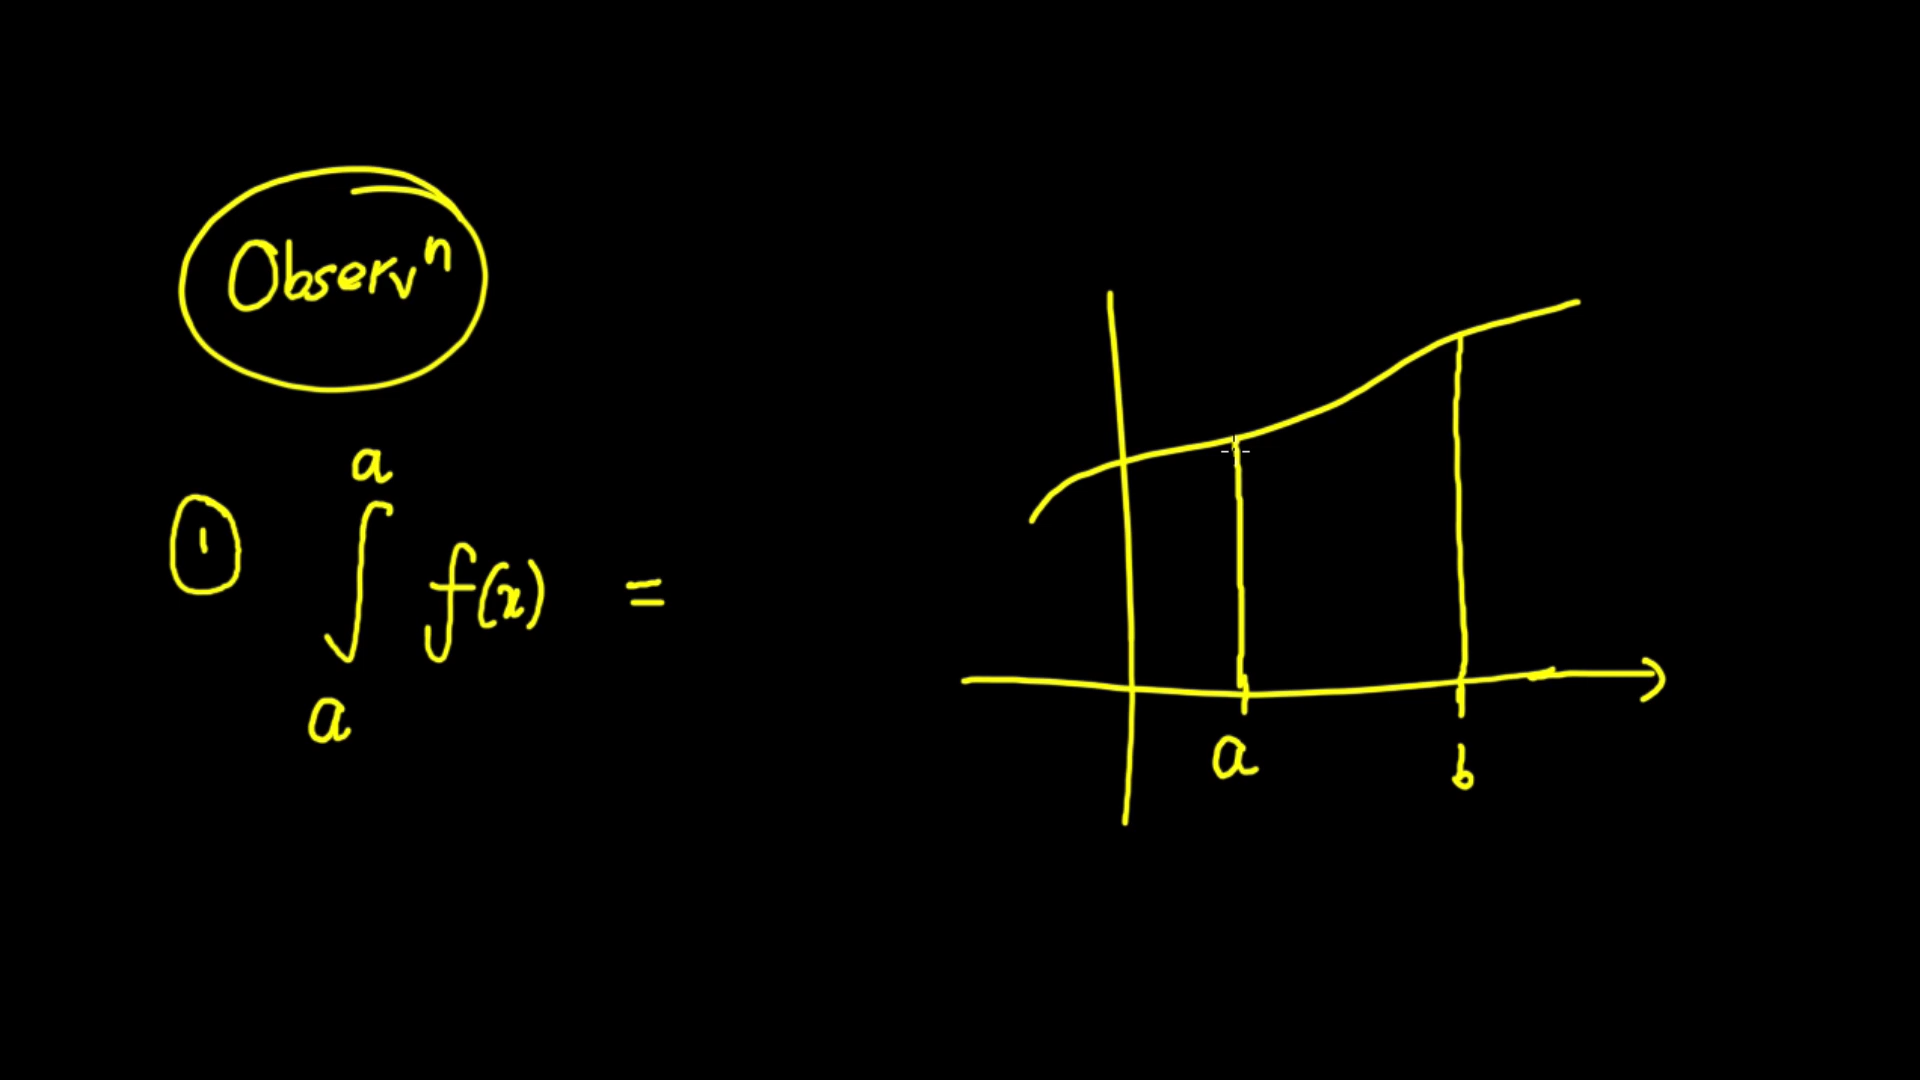 Observⁿ
① ∫ₐᵃ f(x) =
a b